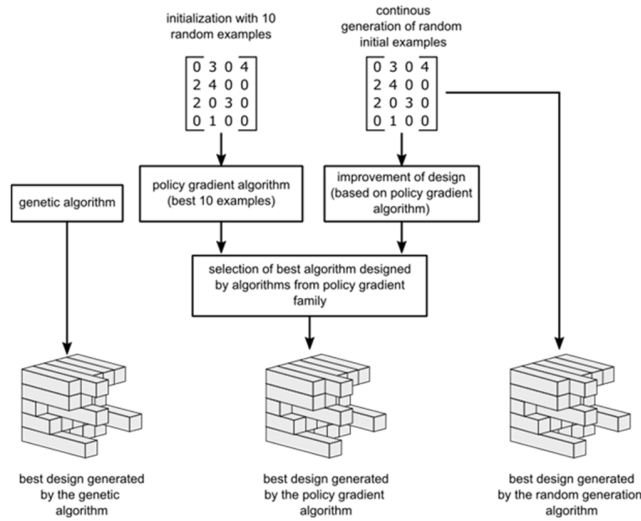 initialization with 10
random examples
continous
generation of random
initial examples
0 3 0 4
2 4 0 0
2 0 3 0
0 1 0 0
0 3 0 4
2 4 0 0
2 0 3 0
0 1 0 0
genetic algorithm
policy gradient algorithm
(best 10 examples)
improvement of design
(based on policy gradient
algorithm)
selection of best algorithm designed
by algorithms from policy gradient
family
best design generated
by the genetic
algorithm
best design generated
by the policy gradient
algorithm
best design generated
by the random generation
algorithm